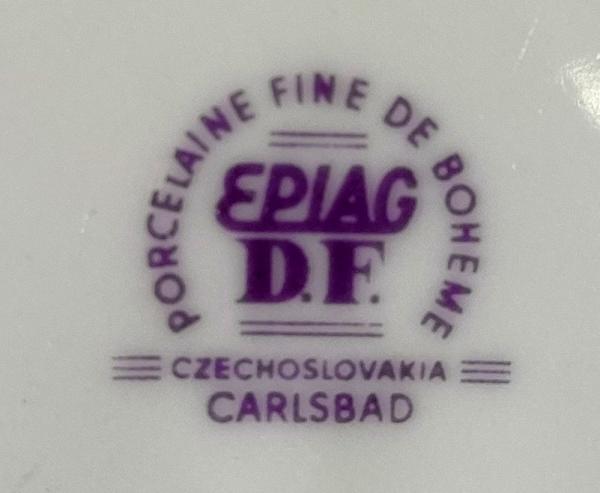 PORCELAINE FINE DE BOHEME
EPIAG
D.F.
CZECHOSLOVAKIA
CARLSBAD